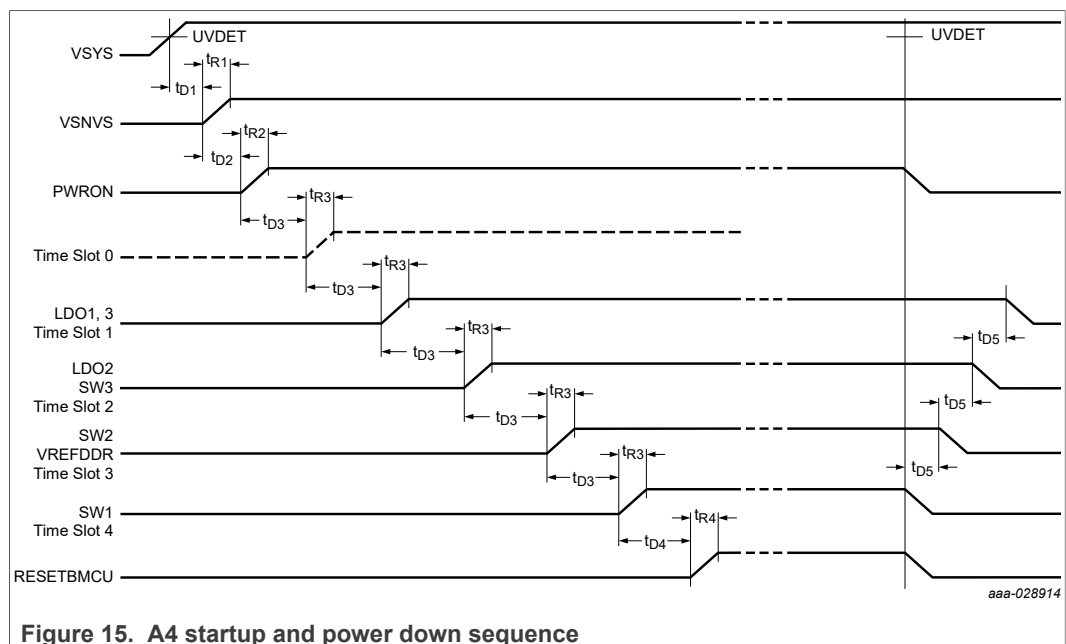 UVDET
UVDET
VSYS
tR1
tD1
VSNVS
tR2
tD2
PWRON
tR3
tD3
Time Slot 0
tR3
tD3
LDO1, 3
Time Slot 1
tR3
tD5
tD3
LDO2
SW3
Time Slot 2
tR3
tD5
tD3
SW2
VREFDDR
Time Slot 3
tR3
tD5
tD3
SW1
Time Slot 4
tR4
tD4
RESETBMCU
aaa-028914
Figure 15. A4 startup and power down sequence